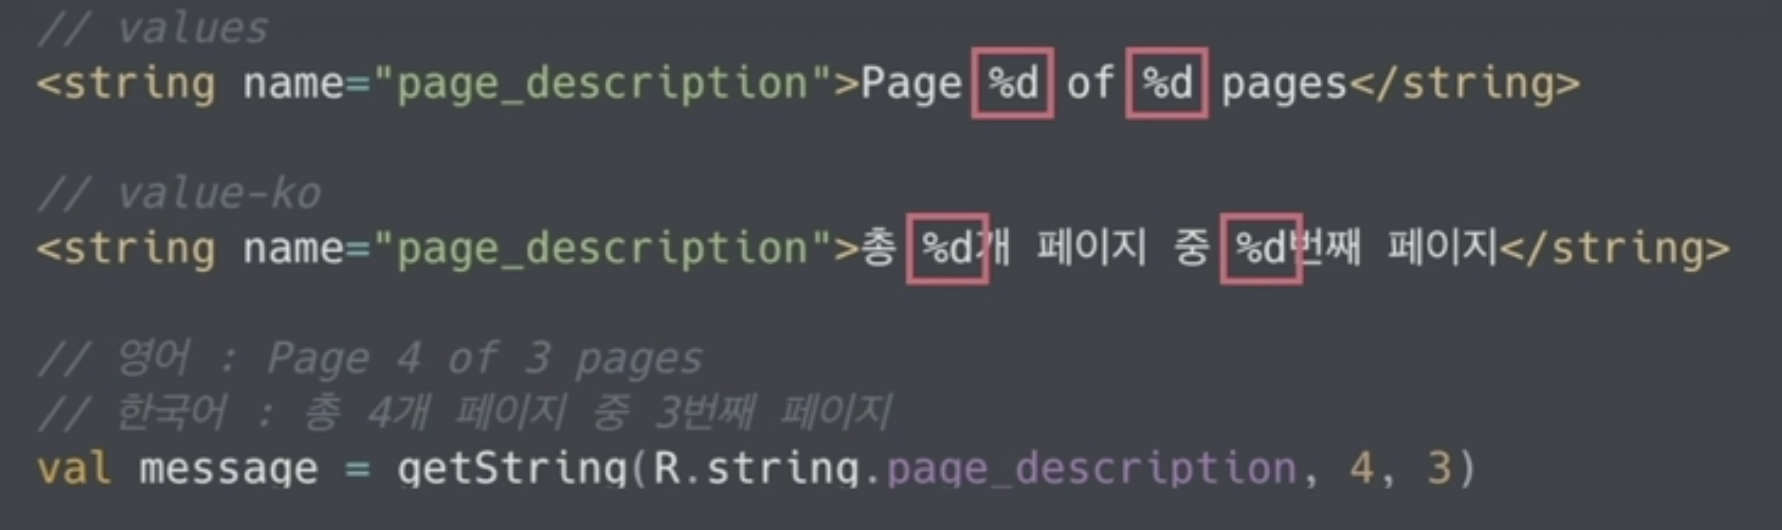 // values
<string name="page_description">Page %d of %d pages</string>
// value-ko
<string name="page_description">총 %d개 페이지 중 %d번째 페이지</string>
// 영어 : Page 4 of 3 pages
// 한국어 : 총 4개 페이지 중 3번째 페이지
val message = getString(R.string.page_description, 4, 3)